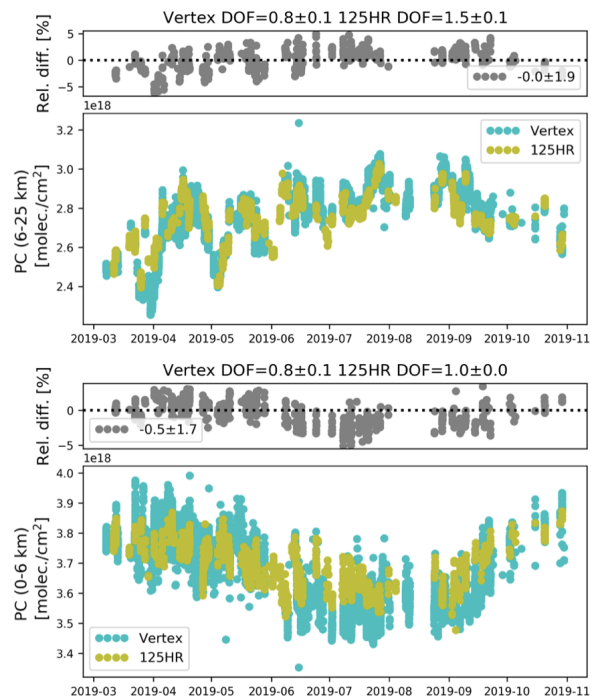 Vertex DOF=0.8±0.1 125HR DOF=1.5±0.1
Rel. diff. [%]
5
0
−5
-0.0±1.9
1e18
PC (6-25 km)
[molec./cm²]
3.2
3.0
2.8
2.6
2.4
Vertex
125HR
2019-03 2019-04 2019-05 2019-06 2019-07 2019-08 2019-09 2019-10 2019-11
Vertex DOF=0.8±0.1 125HR DOF=1.0±0.0
Rel. diff. [%]
0
−5
-0.5±1.7
1e18
PC (0-6 km)
[molec./cm²]
4.0
3.9
3.8
3.7
3.6
3.5
3.4
Vertex
125HR
2019-03 2019-04 2019-05 2019-06 2019-07 2019-08 2019-09 2019-10 2019-11